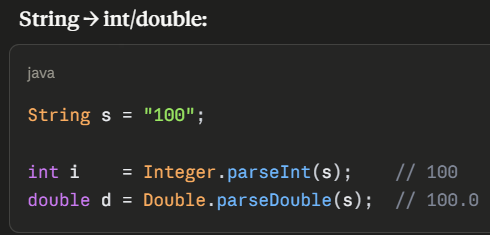 String → int/double:
java
String s = "100";
int i    = Integer.parseInt(s);    // 100
double d = Double.parseDouble(s);  // 100.0